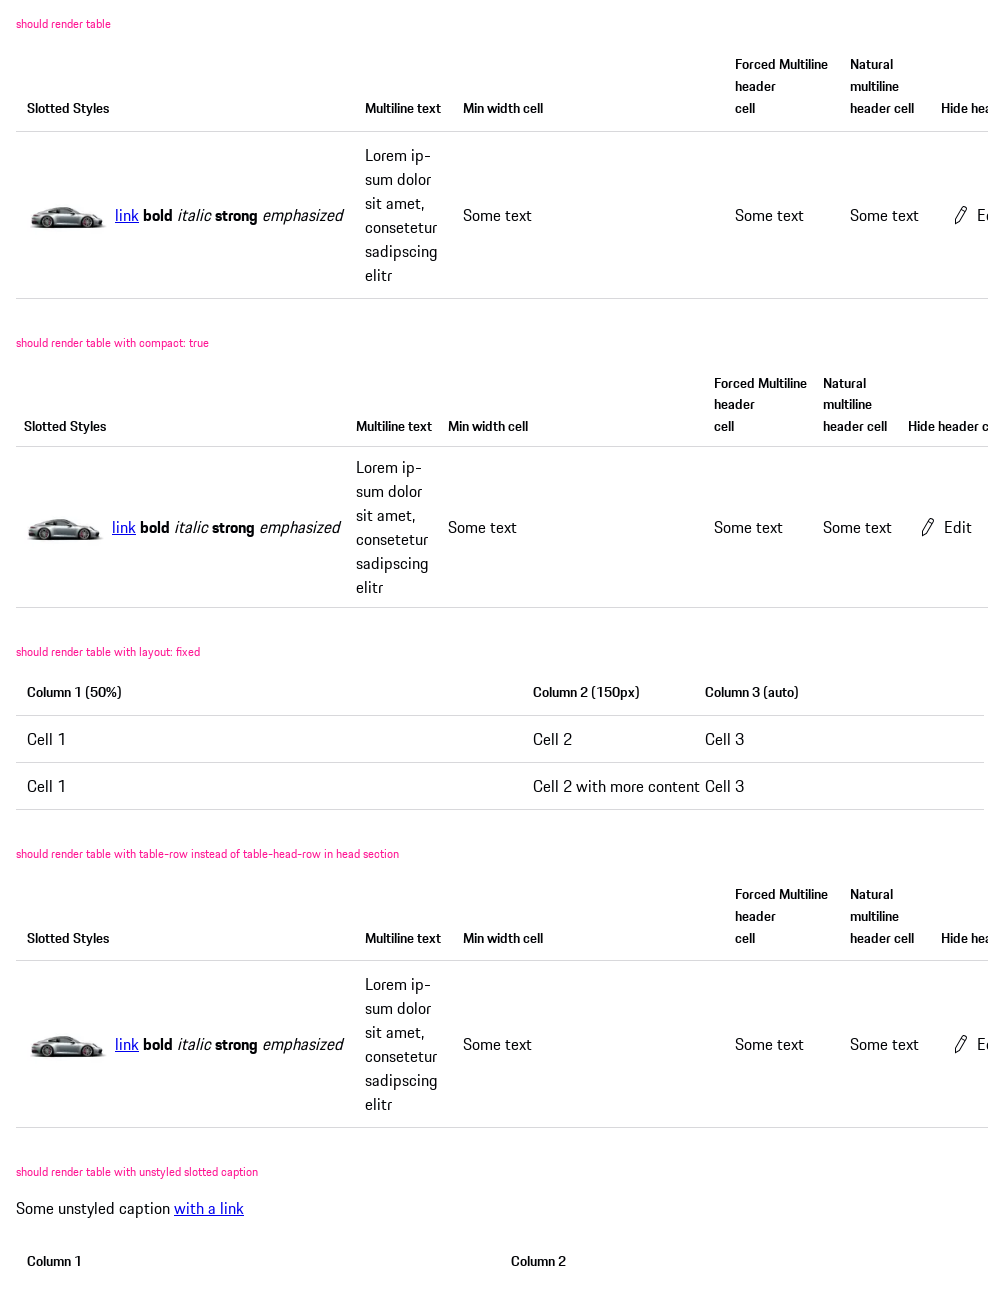 should render table
Slotted Styles
Multiline text
Min width cell
Forced Multiline
header
cell
Natural
multiline
header cell
Hide hea
link bold italic strong emphasized
Lorem ip-
sum dolor
sit amet,
consetetur
sadipscing
elitr
Some text
Some text
Some text
Ed
should render table with compact: true
Slotted Styles
Multiline text
Min width cell
Forced Multiline
header
cell
Natural
multiline
header cell
Hide header c
link bold italic strong emphasized
Lorem ip-
sum dolor
sit amet,
consetetur
sadipscing
elitr
Some text
Some text
Some text
Edit
should render table with layout: fixed
Column 1 (50%)
Column 2 (150px)
Column 3 (auto)
Cell 1
Cell 2
Cell 3
Cell 1
Cell 2 with more content
Cell 3
should render table with table-row instead of table-head-row in head section
Slotted Styles
Multiline text
Min width cell
Forced Multiline
header
cell
Natural
multiline
header cell
Hide hea
link bold italic strong emphasized
Lorem ip-
sum dolor
sit amet,
consetetur
sadipscing
elitr
Some text
Some text
Some text
Ed
should render table with unstyled slotted caption
Some unstyled caption with a link
Column 1
Column 2